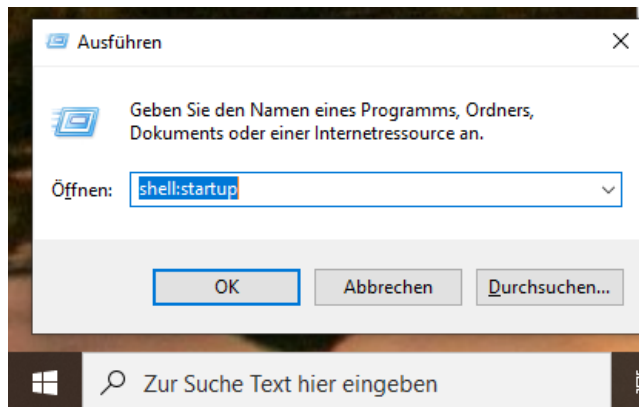 Ausführen
Geben Sie den Namen eines Programms, Ordners,
Dokuments oder einer Internetressource an.
Öffnen: shell:startup
OK Abbrechen Durchsuchen...
Zur Suche Text hier eingeben